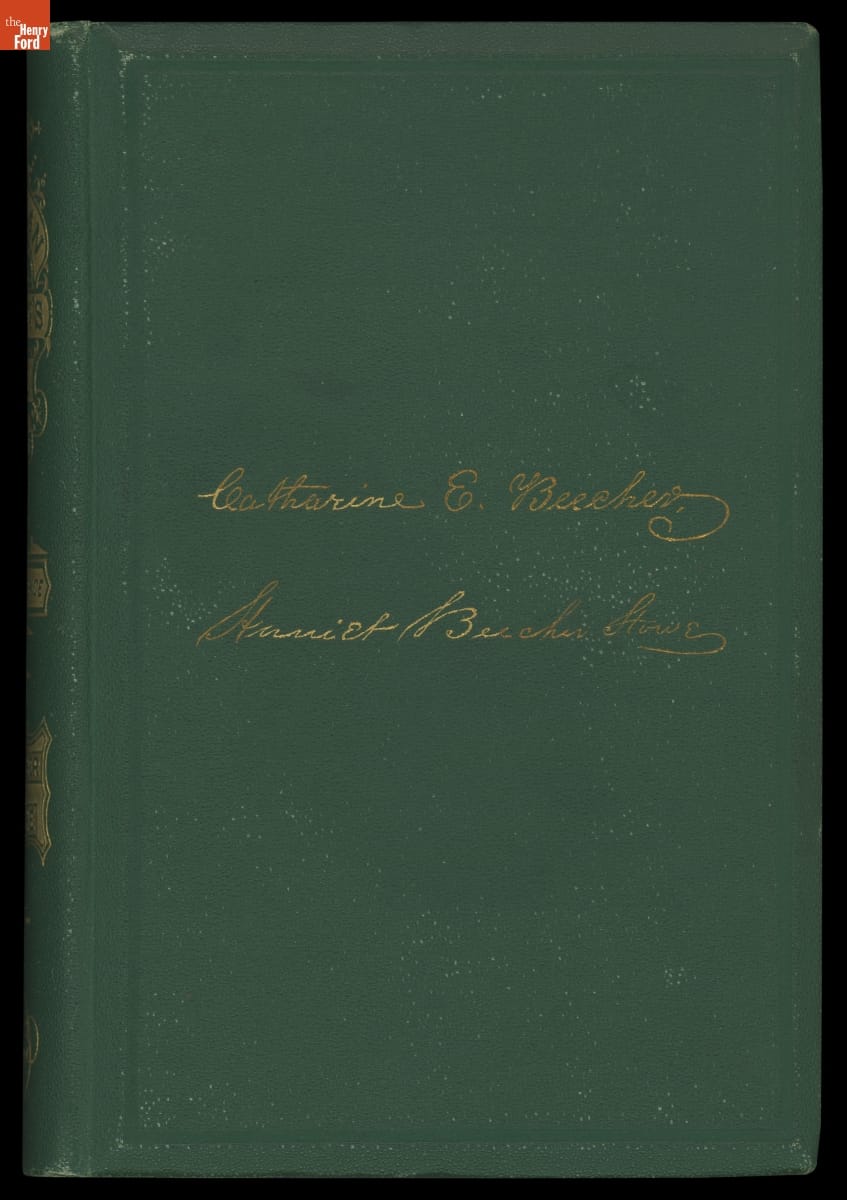 the
Henry
Ford
Catharine E. Beecher.
Harriet Beecher Stowe